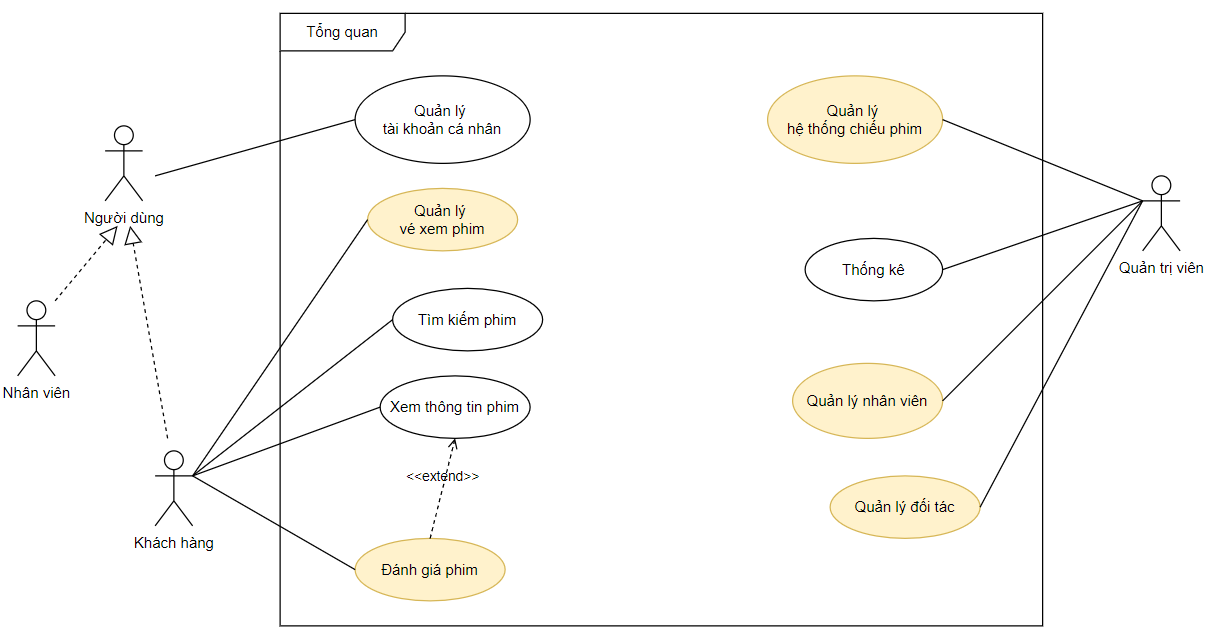 Tổng quan
Quản lý
tài khoản cá nhân
Quản lý
hệ thống chiếu phim
Người dùng
Quản lý
vé xem phim
Thống kê
Quản trị viên
Tìm kiếm phim
Nhân viên
Xem thông tin phim
Quản lý nhân viên
<<extend>>
Quản lý đối tác
Khách hàng
Đánh giá phim